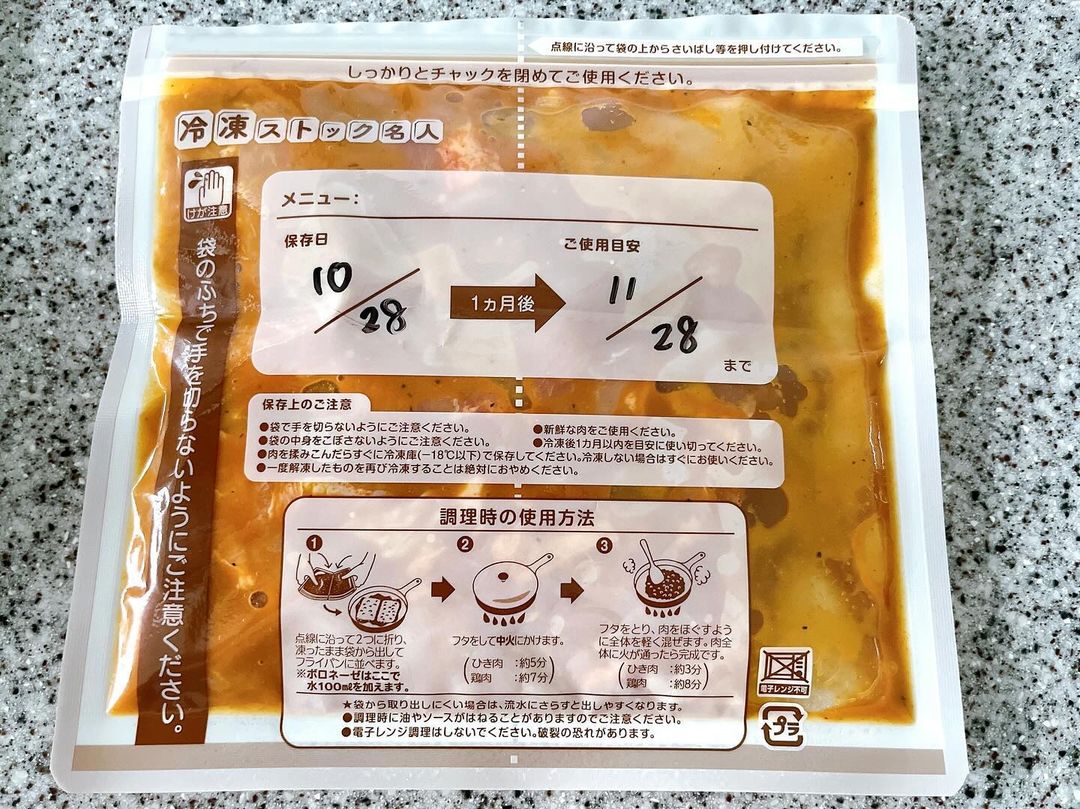 点線に沿って袋の上からさいばし等を押し付けてください。
しっかりとチャックを閉めてご使用ください。
冷凍ストック名人
けが注意
袋のふちで手を切らないようにご注意ください。
メニュー:
保存日
ご使用目安
10/28
1ヵ月後
11/28
まで
保存上のご注意
●袋で手を切らないようにご注意ください。
●新鮮な肉をご使用ください。
●袋の中身をこぼさないようにご注意ください。
●冷凍後1カ月以内を目安に使い切ってください。
●肉を揉みこんだらすぐに冷凍庫(−18℃以下)で保存してください。冷凍しない場合はすぐにお使いください。
●一度解凍したものを再び冷凍することは絶対におやめください。
調理時の使用方法
1
点線に沿って2つに折り、
凍ったまま袋から出して
フライパンに並べます。
※ボロネーゼはここで
水100mℓを加えます。
2
フタをして中火にかけます。
(ひき肉 :約5分
鶏肉 :約7分)
3
フタをとり、肉をほぐすよう
に全体を軽く混ぜます。肉全
体に火が通ったら完成です。
(ひき肉 :約3分
鶏肉 :約8分)
★袋から取り出しにくい場合は、流水にさらすと出しやすくなります。
●調理時に油やソースがはねることがありますのでご注意ください。
●電子レンジ調理はしないでください。破裂の恐れがあります。
電子レンジ不可
プラ